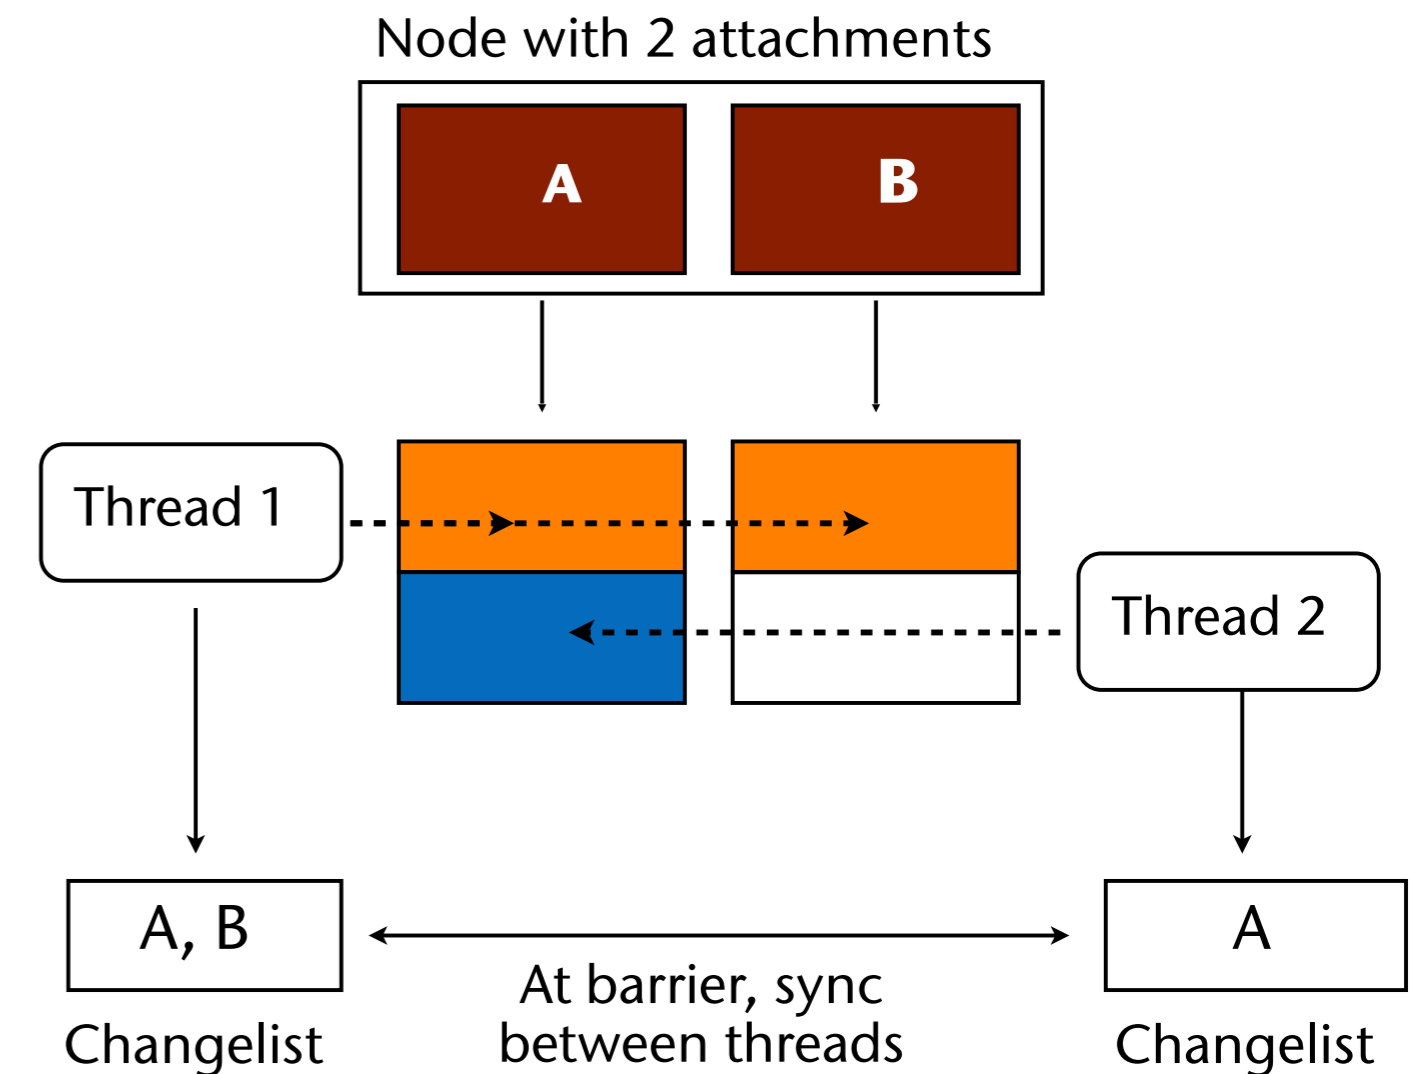 Node with 2 attachments
A
B
Thread 1
Thread 2
A, B
A
At barrier, sync
between threads
Changelist
Changelist